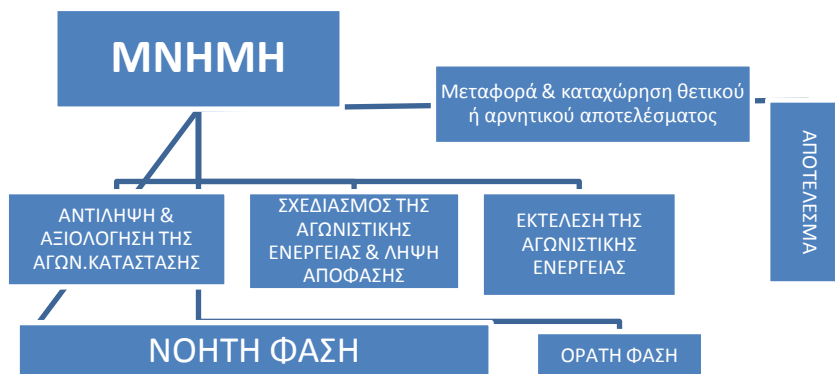 ΜΝΗΜΗ
Μεταφορά & καταχώρηση θετικού
ή αρνητικού αποτελέσματος
ΑΠΟΤΕΛΕΣΜΑ
ΑΝΤΙΛΗΨΗ &
ΑΞΙΟΛΟΓΗΣΗ ΤΗΣ
ΑΓΩΝ.ΚΑΤΑΣΤΑΣΗΣ
ΣΧΕΔΙΑΣΜΟΣ ΤΗΣ
ΑΓΩΝΙΣΤΙΚΗΣ
ΕΝΕΡΓΕΙΑΣ & ΛΗΨΗ
ΑΠΟΦΑΣΗΣ
ΕΚΤΕΛΕΣΗ ΤΗΣ
ΑΓΩΝΙΣΤΙΚΗΣ
ΕΝΕΡΓΕΙΑΣ
ΝΟΗΤΗ ΦΑΣΗ
ΟΡΑΤΗ ΦΑΣΗ